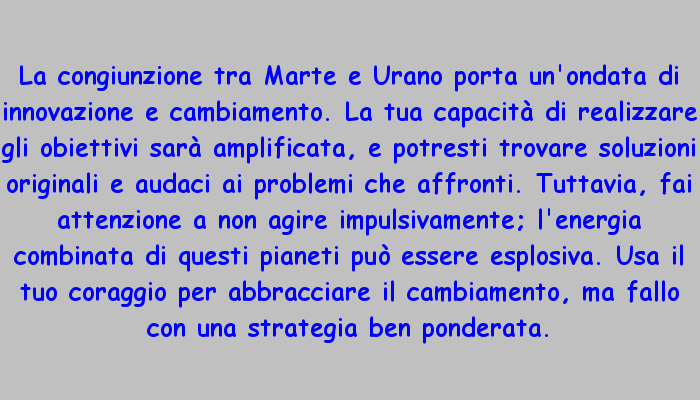 La congiunzione tra Marte e Urano porta un'ondata di
innovazione e cambiamento. La tua capacità di realizzare
gli obiettivi sarà amplificata, e potresti trovare soluzioni
originali e audaci ai problemi che affronti. Tuttavia, fai
attenzione a non agire impulsivamente; l'energia
combinata di questi pianeti può essere esplosiva. Usa il
tuo coraggio per abbracciare il cambiamento, ma fallo
con una strategia ben ponderata.